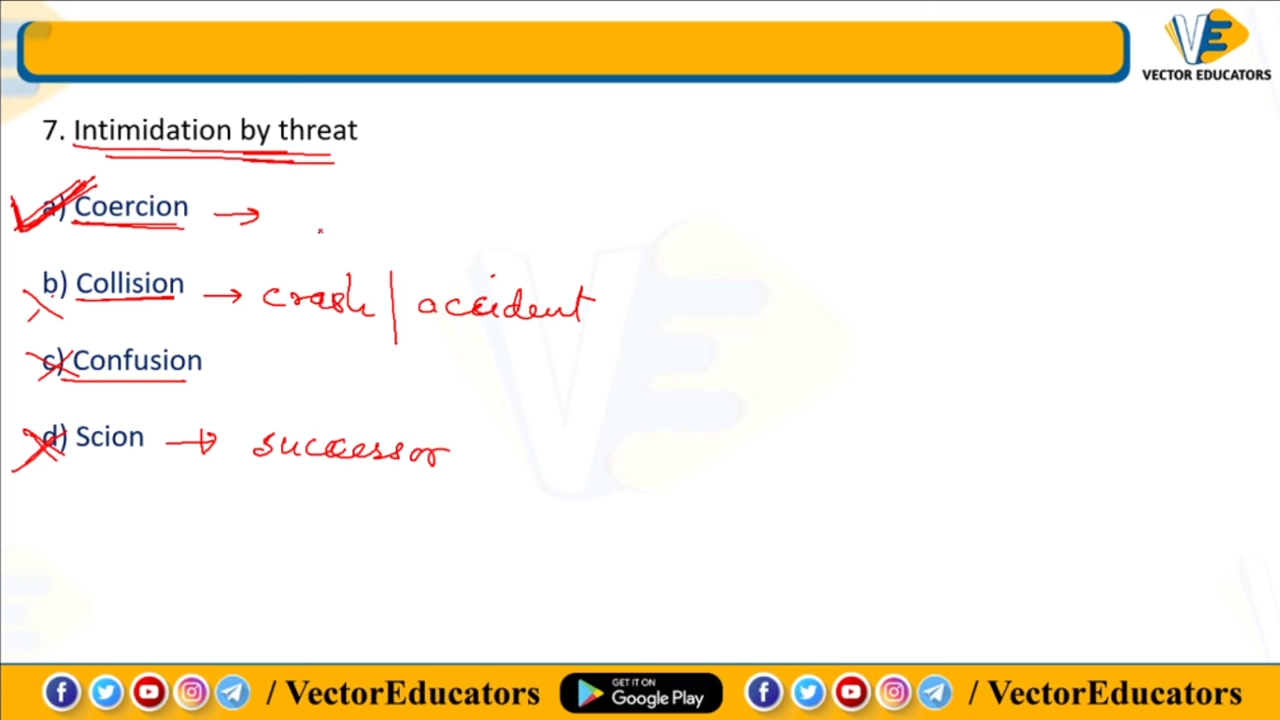 VECTOR EDUCATORS
7. Intimidation by threat
a) Coercion →
b) Collision → crash / accident
c) Confusion
d) Scion → successor
/ VectorEducators GET IT ON Google Play / VectorEducators